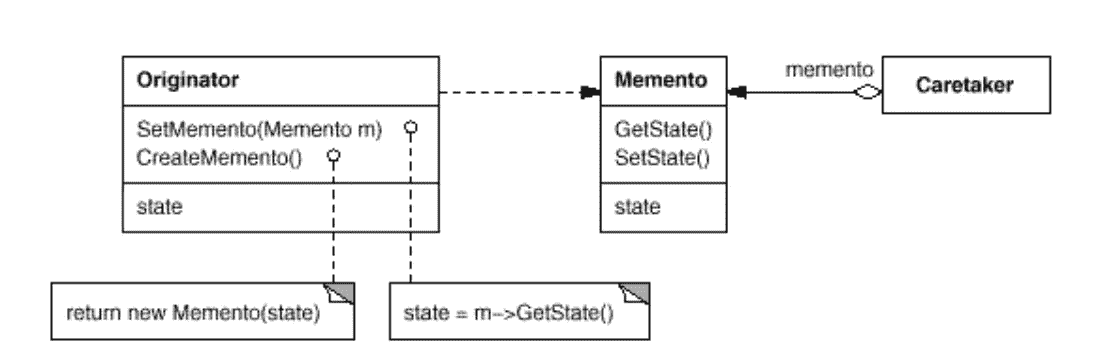 Originator
SetMemento(Memento m)
CreateMemento()
state
return new Memento(state)
state = m->GetState()
Memento
GetState()
SetState()
state
memento
Caretaker